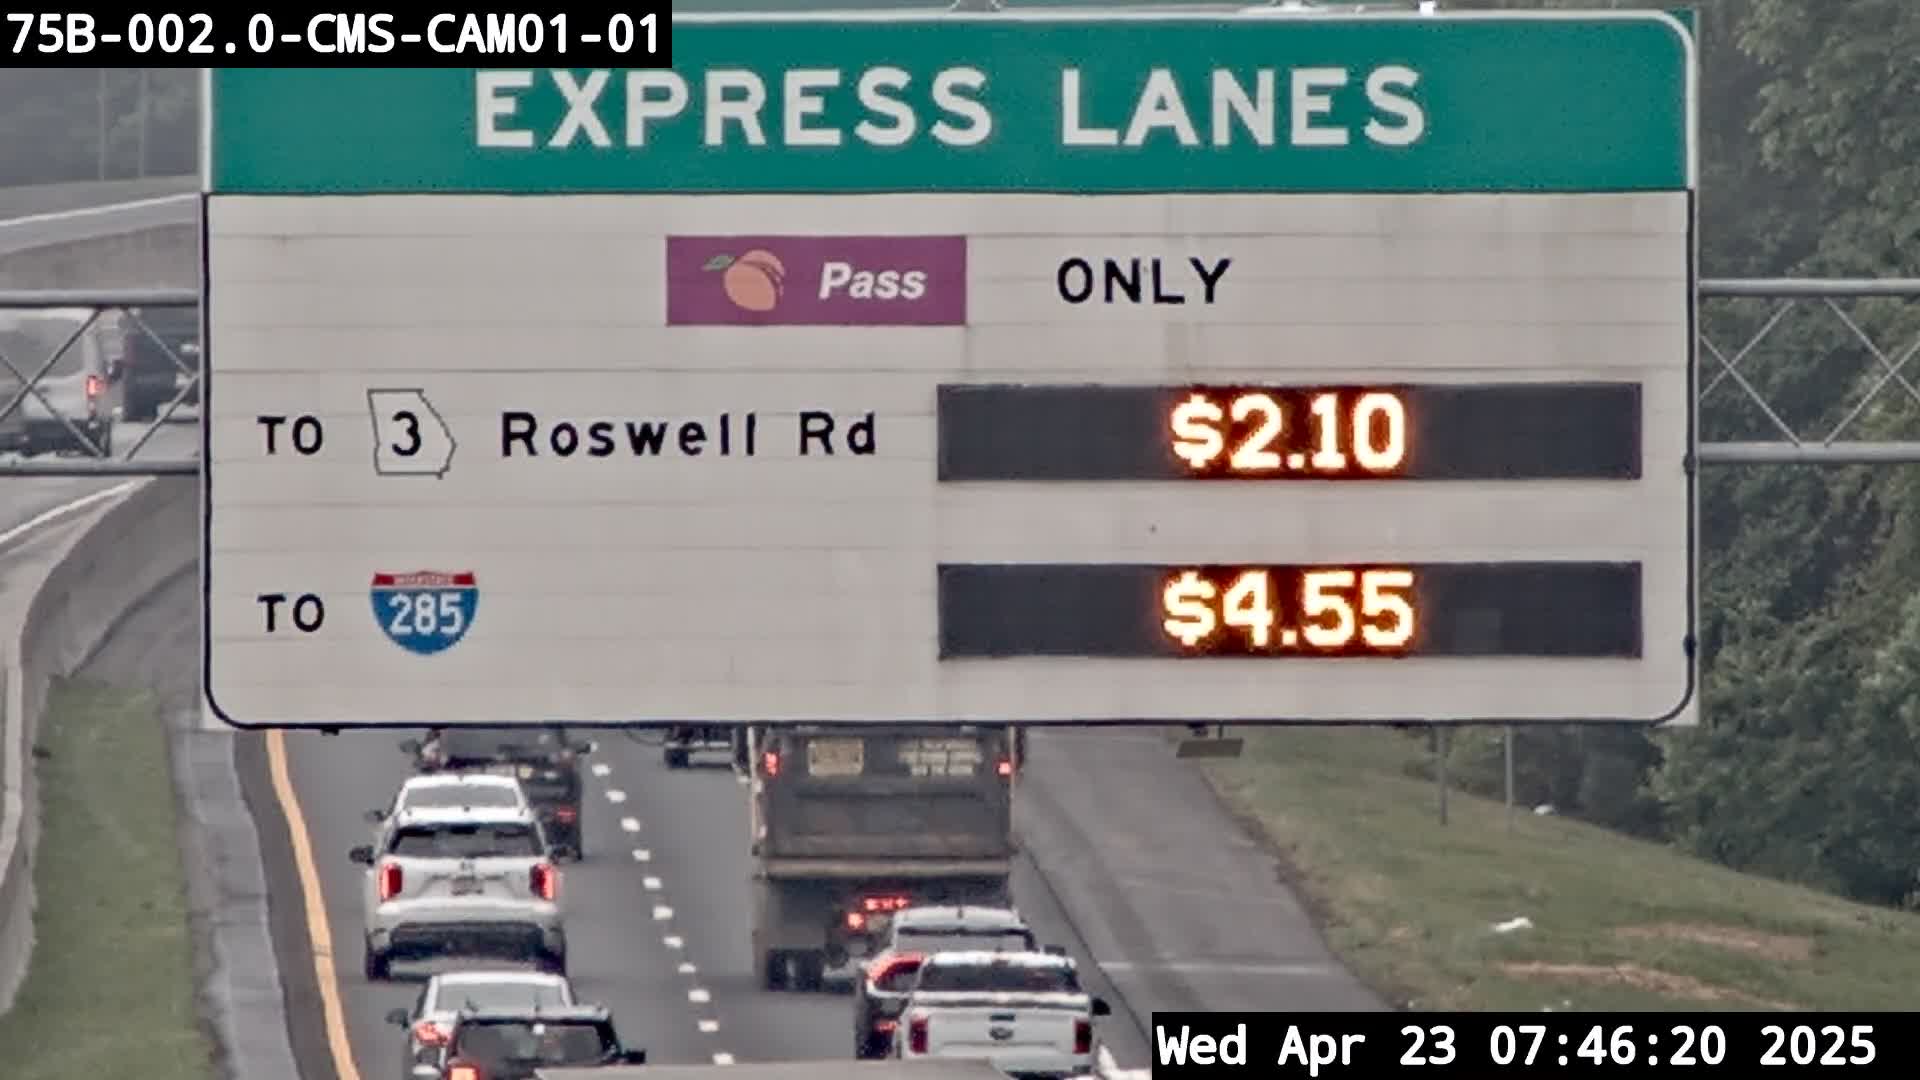 75B-002.0-CMS-CAM01-01
EXPRESS LANES
Pass ONLY
TO 3 Roswell Rd $2.10
TO INTERSTATE 285 $4.55
Wed Apr 23 07:46:20 2025